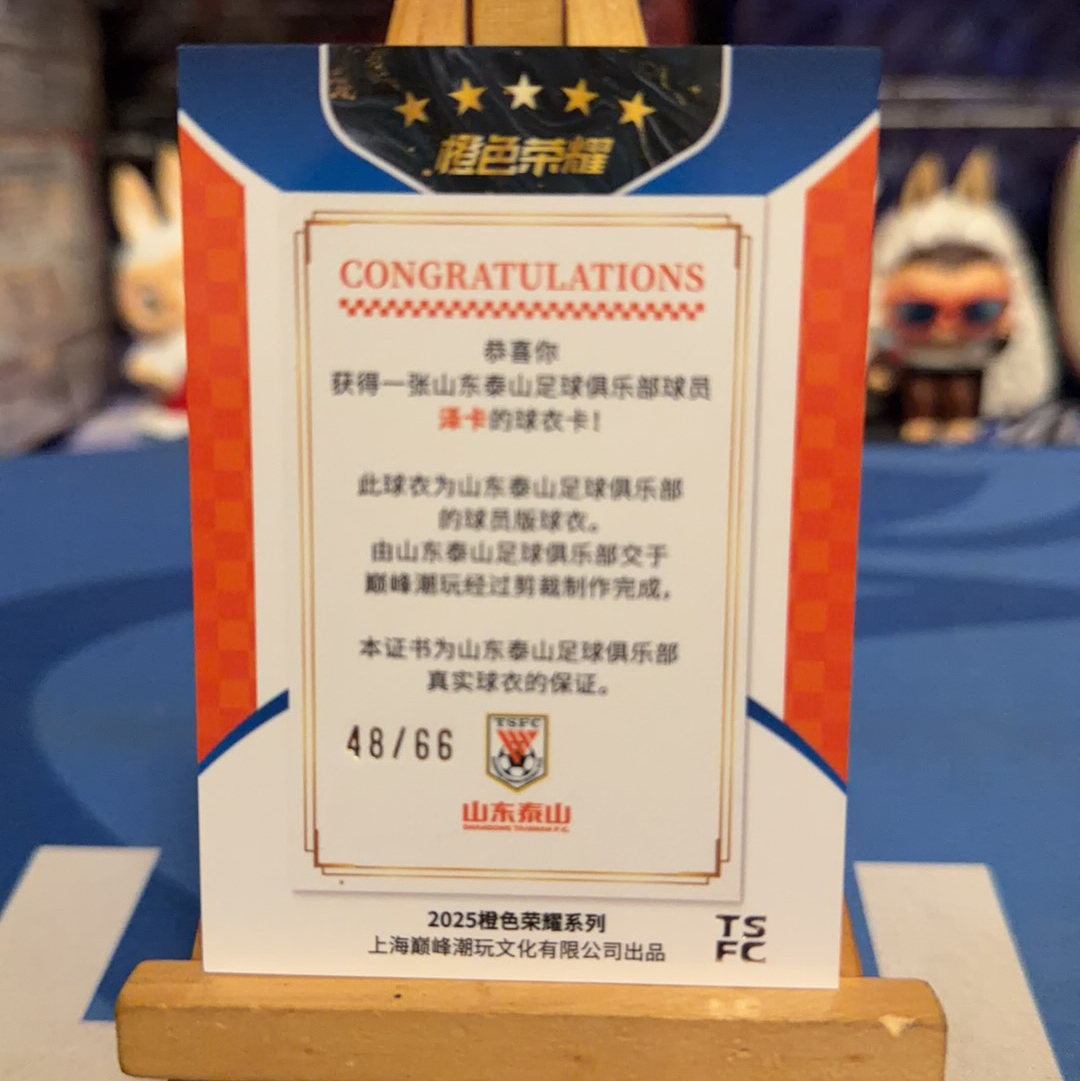 橙色荣耀
CONGRATULATIONS
恭喜你
获得一张山东泰山足球俱乐部球员
泽卡的球衣卡！
此球衣为山东泰山足球俱乐部
的球员版球衣。
由山东泰山足球俱乐部交于
巅峰潮玩经过剪裁制作完成。
本证书为山东泰山足球俱乐部
真实球衣的保证。
48/66
TSFC
山东泰山
SHANDONG TAISHAN F.C.
2025橙色荣耀系列
上海巅峰潮玩文化有限公司出品
TS
FC